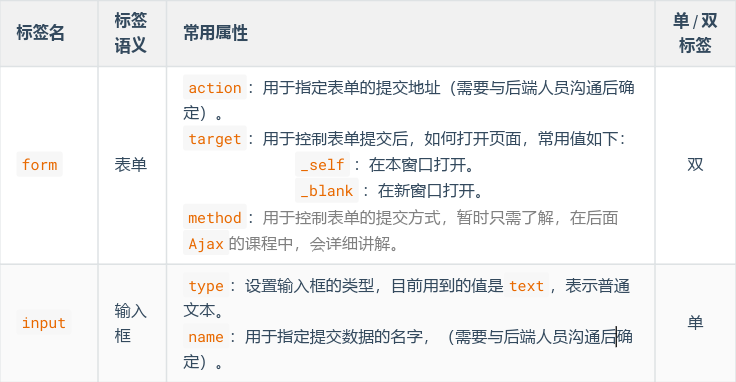 标签名
标签
语义
常用属性
单 / 双
标签
form
表单
action ：用于指定表单的提交地址（需要与后端人员沟通后确
定）。
target ：用于控制表单提交后，如何打开页面，常用值如下：
_self ：在本窗口打开。
_blank ：在新窗口打开。
method ：用于控制表单的提交方式，暂时只需了解，在后面
Ajax 的课程中，会详细讲解。
双
input
输入
框
type ：设置输入框的类型，目前用到的值是 text ，表示普通
文本。
name ：用于指定提交数据的名字，（需要与后端人员沟通后确
定）。
单